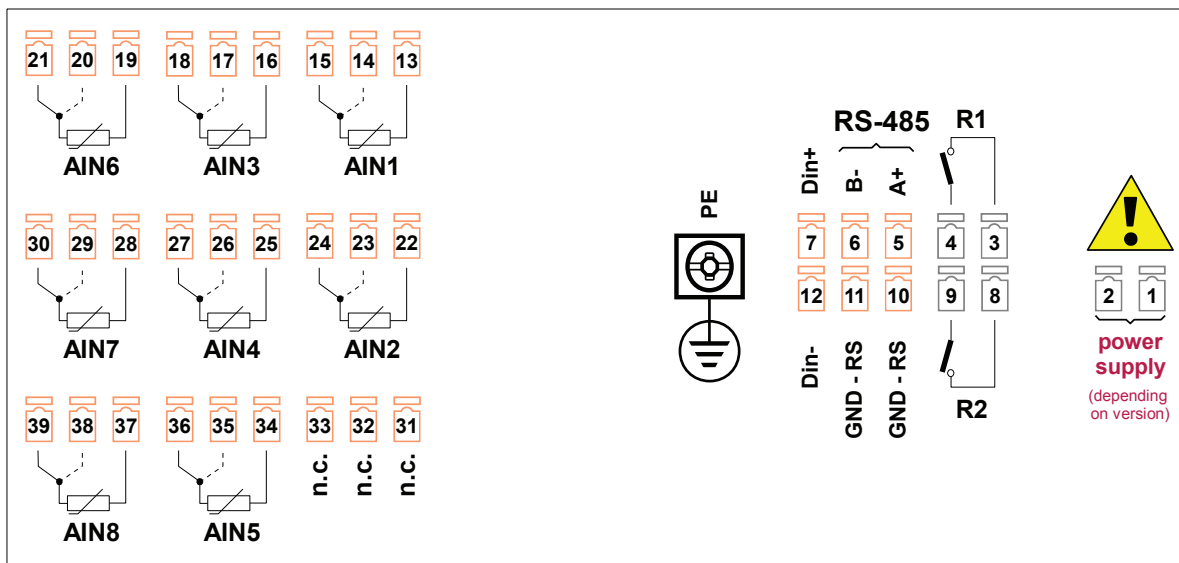 21 20 19 18 17 16 15 14 13
AIN6 AIN3 AIN1
30 29 28 27 26 25 24 23 22
AIN7 AIN4 AIN2
39 38 37 36 35 34 33 32 31
n.c. n.c. n.c.
AIN8 AIN5
PE
RS-485 R1
Din+ B- A+
7 6 5 4 3
12 11 10 9 8
Din- GND - RS GND - RS
R2
!
2 1
power
supply
(depending
on version)